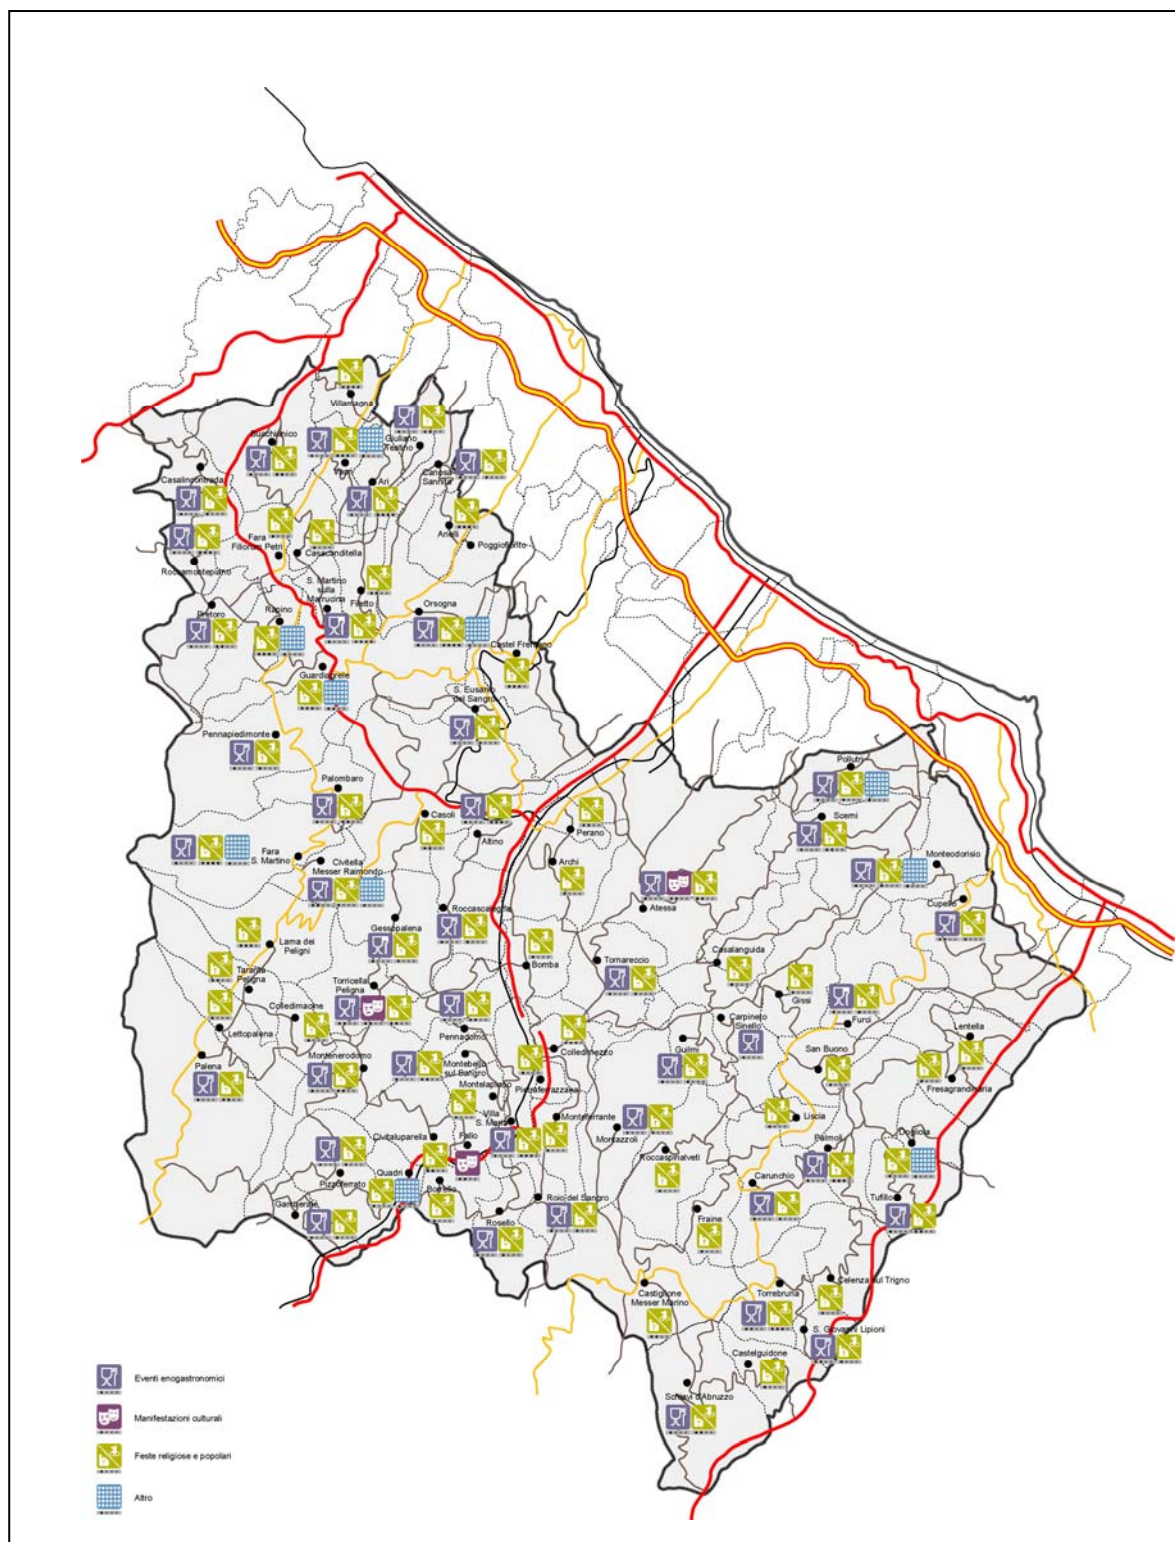 Villamagna
Bucchianico
Giuliano
Teatino
Vacri
Canosa
Sannita
Casalincontrada
Ari
Arielli
Poggiofiorito
Fara
Filiorum Petri
Casacanditella
Roccamontepiano
S. Martino
sulla
Marrucina
Filetto
Orsogna
Pretoro
Rapino
Castel Frentano
Guardiagrele
S. Eusanio
del Sangro
Pennapiedimonte
Pollutri
Palombaro
Casoli
Scerni
Perano
Altino
Fara
S. Martino
Civitella
Messer Raimondo
Archi
Monteodorisio
Atessa
Cupello
Roccascalegna
Gessopalena
Lama dei
Peligni
Casalanguida
Tornareccio
Bomba
Taranta
Peligna
Torricella
Peligna
Gissi
Colledimacine
Lettopalena
Carpineto
Sinello
Furci
Pennadomo
Lentella
Colledimezzo
Guilmi
San Buono
Palena
Montenerodomo
Montebello
sul Sangro
Montelapiano
Pietraferrazzana
Fresagrandinaria
Villa
S. Maria
Monteferrante
Liscia
Montazzoli
Civitaluparella
Fallo
Dogliola
Palmoli
Roccaspinalveti
Quadri
Pizzoferrato
Borrello
Carunchio
Roio del Sangro
Tufillo
Gamberale
Rosello
Fraine
Castiglione
Messer Marino
Torrebruna
Celenza sul Trigno
S. Giovanni Lipioni
Castelguidone
Schiavi d'Abruzzo
Eventi enogastronomici
Manifestazioni culturali
Feste religiose e popolari
Altro